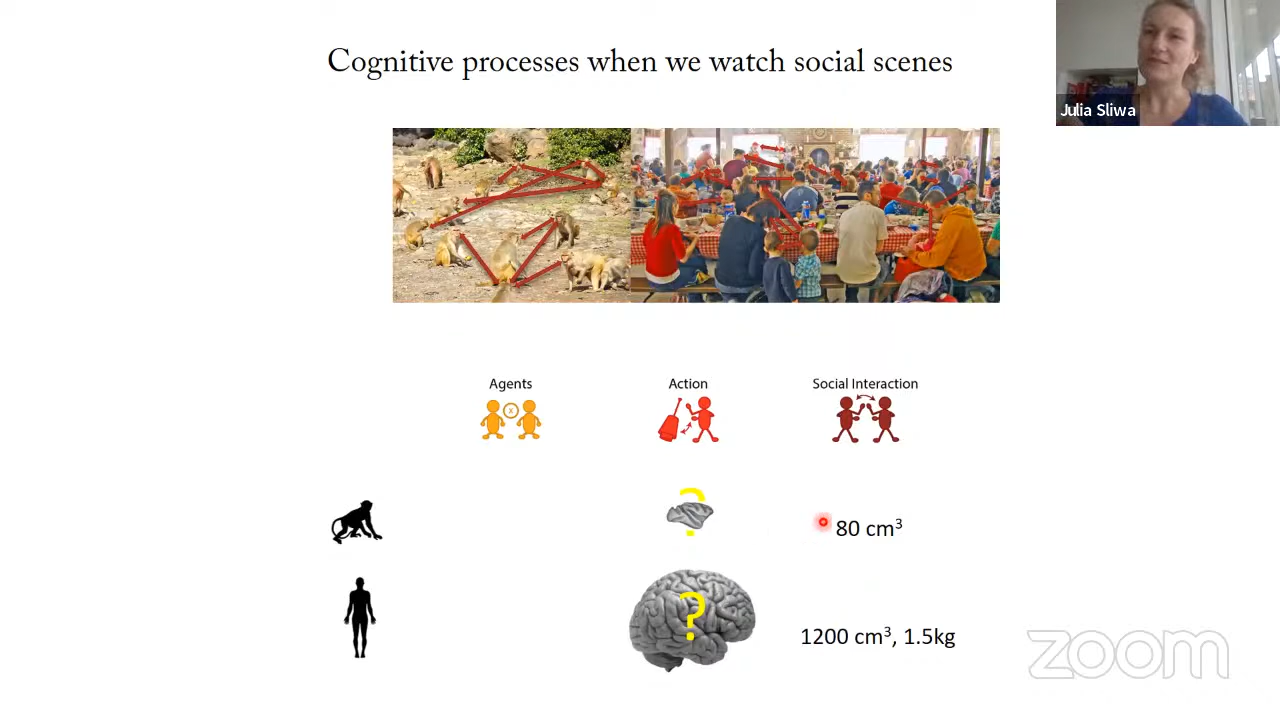 Cognitive processes when we watch social scenes
Julia Sliwa
Agents
Action
Social Interaction
x
?
80 cm³
?
1200 cm³, 1.5kg
zoom